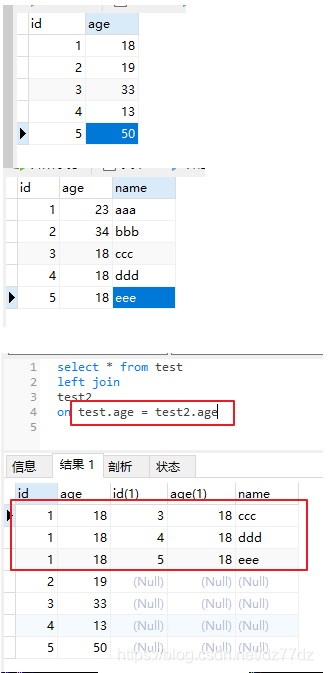 id age
1 18
2 19
3 33
4 13
5 50
id age name
1 23 aaa
2 34 bbb
3 18 ccc
4 18 ddd
5 18 eee
1 select * from test
2 left join
3 test2
4 on test.age = test2.age
5
信息 结果 1 剖析 状态
id age id(1) age(1) name
1 18 3 18 ccc
1 18 4 18 ddd
1 18 5 18 eee
2 19 (Null) (Null) (Null)
3 33 (Null) (Null) (Null)
4 13 (Null) (Null) (Null)
5 50 (Null) (Null) (Null)
https://blog.csdn.net/dz77dz